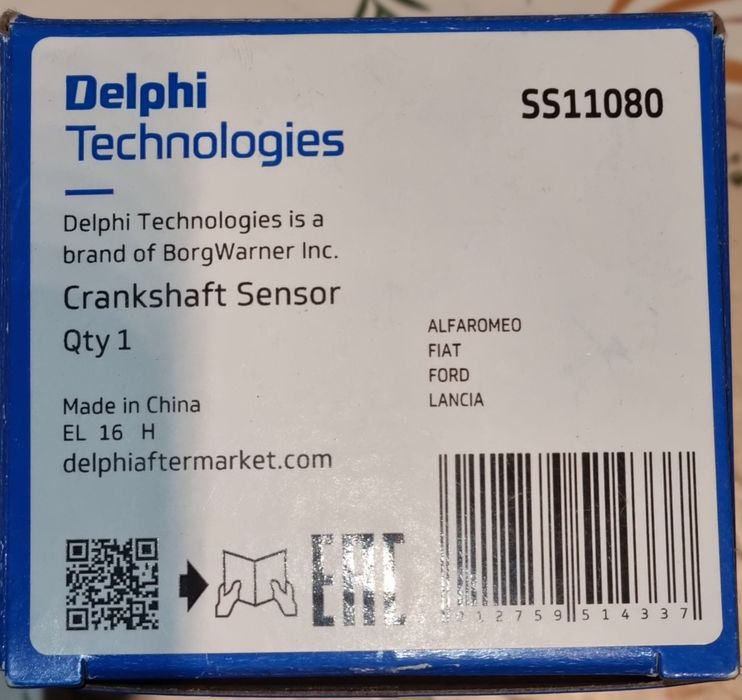 Delphi
Technologies
SS11080
Delphi Technologies is a
brand of BorgWarner Inc.
Crankshaft Sensor
Qty 1
ALFAROMEO
FIAT
FORD
LANCIA
Made in China
EL 16 H
delphiaftermarket.com
EAC
514337